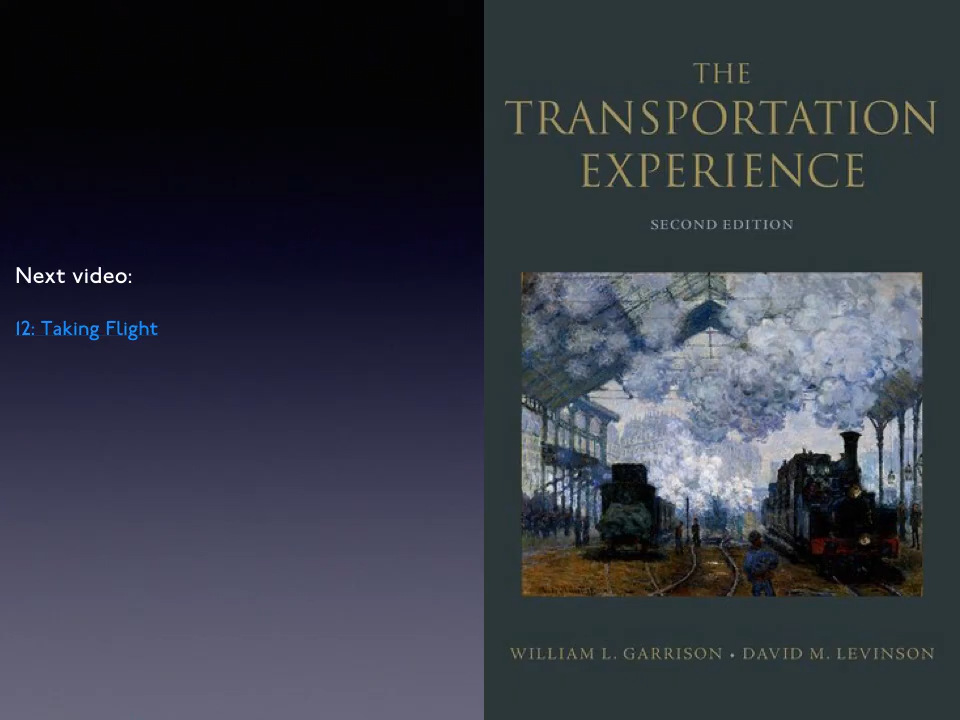 Next video:
12: Taking Flight
THE
TRANSPORTATION
EXPERIENCE
SECOND EDITION
WILLIAM L. GARRISON • DAVID M. LEVINSON